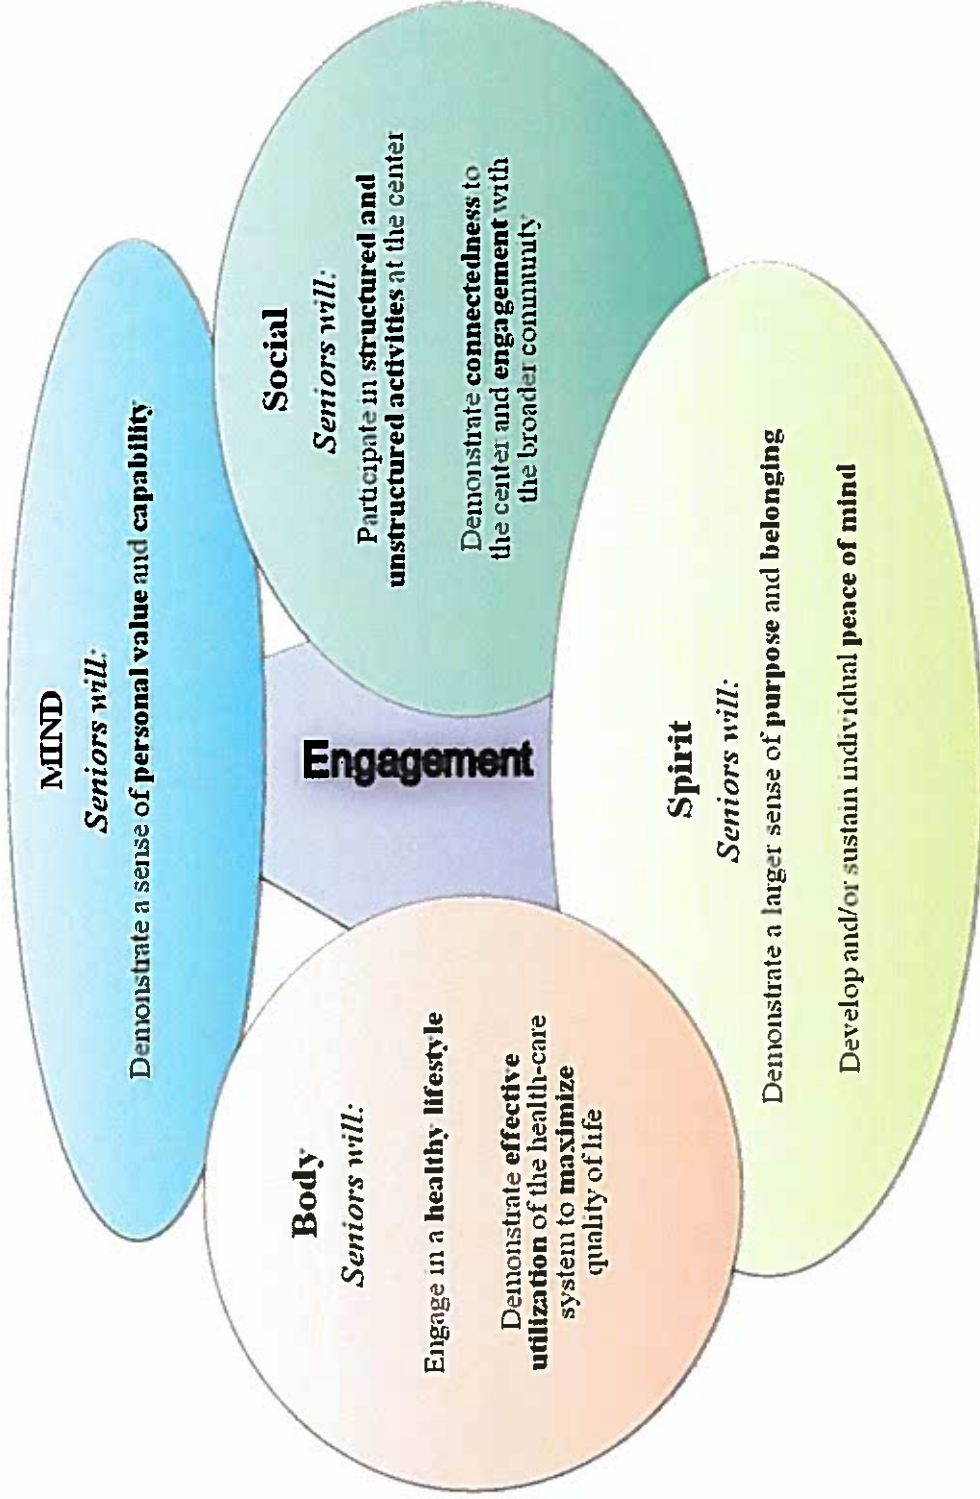 MIND
Seniors will:
Demonstrate a sense of personal value and capability
Body
Seniors will:
Engage in a healthy lifestyle
Demonstrate effective
utilization of the health-care
system to maximize
quality of life
Engagement
Social
Seniors will:
Participate in structured and
unstructured activities at the center
Demonstrate connectedness to
the center and engagement with
the broader community
Spirit
Seniors will:
Demonstrate a larger sense of purpose and belonging
Develop and/or sustain individual peace of mind